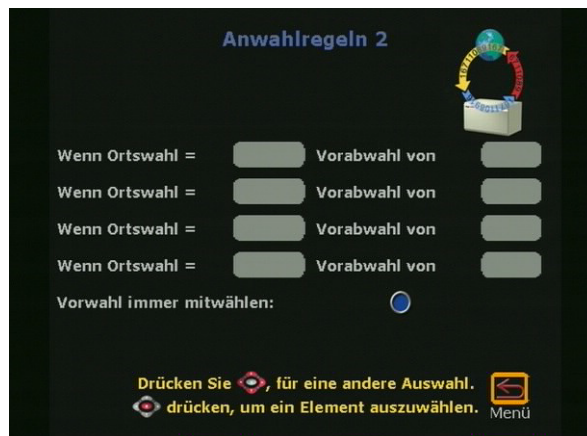 Anwahlregeln 2
Wenn Ortswahl = Vorabwahl von
Wenn Ortswahl = Vorabwahl von
Wenn Ortswahl = Vorabwahl von
Wenn Ortswahl = Vorabwahl von
Vorwahl immer mitwählen:
Drücken Sie , für eine andere Auswahl.
drücken, um ein Element auszuwählen.
Menü